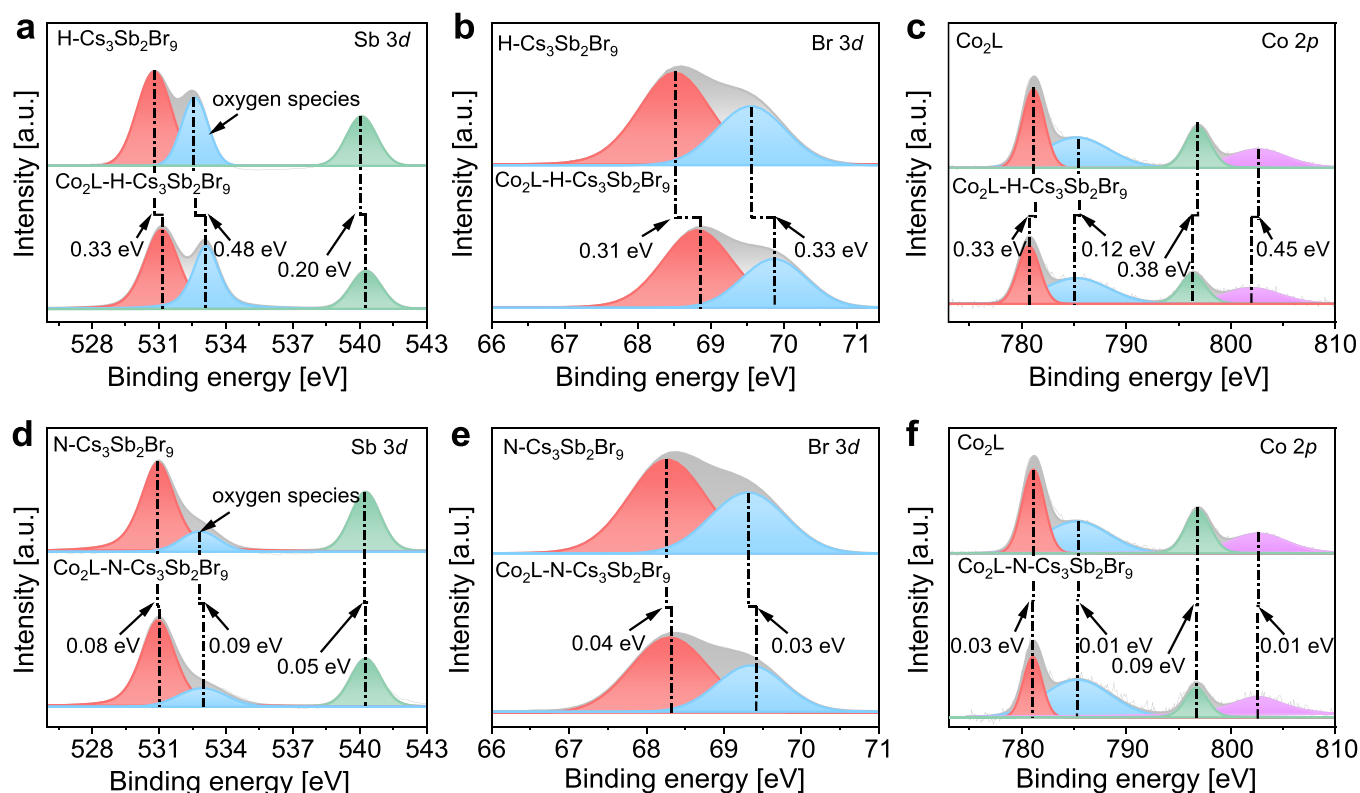 a
H-Cs₃Sb₂Br₉
Sb 3d
oxygen species
Co₂L-H-Cs₃Sb₂Br₉
0.33 eV
0.48 eV
0.20 eV
Intensity [a.u.]
528 531 534 537 540 543
Binding energy [eV]
b
H-Cs₃Sb₂Br₉
Br 3d
Co₂L-H-Cs₃Sb₂Br₉
0.31 eV
0.33 eV
Intensity [a.u.]
66 67 68 69 70 71
Binding energy [eV]
c
Co₂L
Co 2p
Co₂L-H-Cs₃Sb₂Br₉
0.33 eV
0.12 eV
0.38 eV
0.45 eV
Intensity [a.u.]
780 790 800 810
Binding energy [eV]
d
N-Cs₃Sb₂Br₉
Sb 3d
oxygen species
Co₂L-N-Cs₃Sb₂Br₉
0.08 eV
0.09 eV
0.05 eV
Intensity [a.u.]
528 531 534 537 540 543
Binding energy [eV]
e
N-Cs₃Sb₂Br₉
Br 3d
Co₂L-N-Cs₃Sb₂Br₉
0.04 eV
0.03 eV
Intensity [a.u.]
66 67 68 69 70 71
Binding energy [eV]
f
Co₂L
Co 2p
Co₂L-N-Cs₃Sb₂Br₉
0.03 eV
0.01 eV
0.09 eV
0.01 eV
Intensity [a.u.]
780 790 800 810
Binding energy [eV]